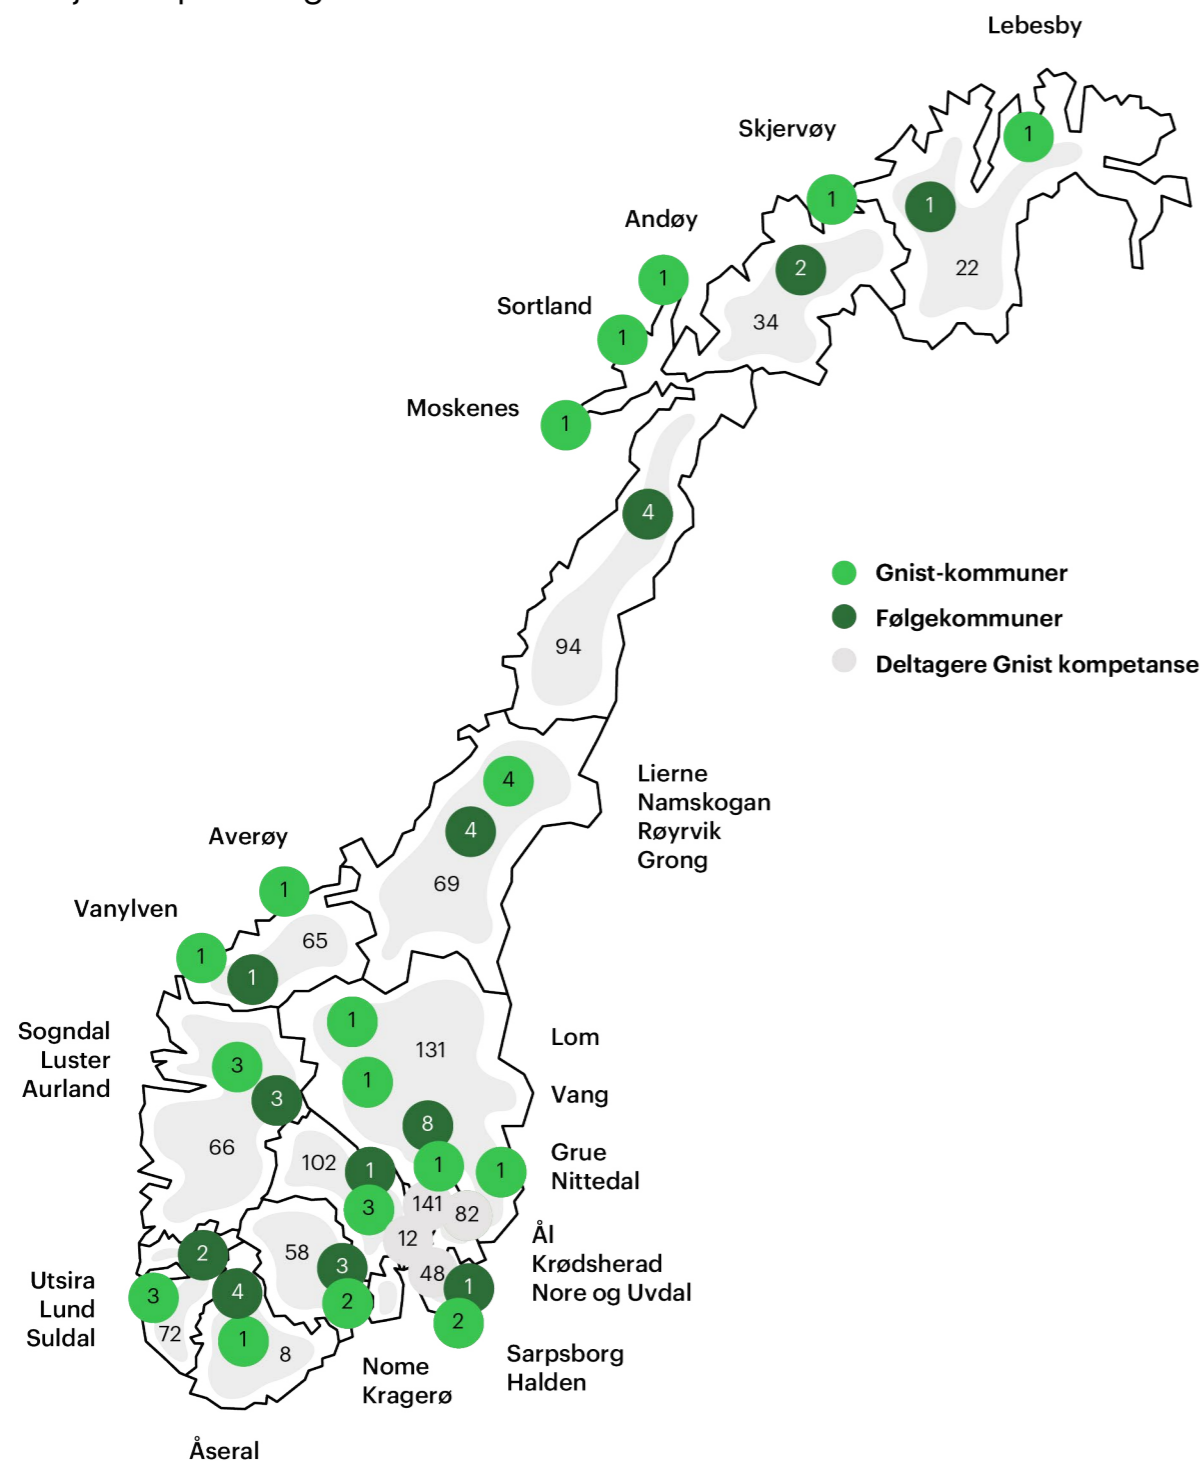 Lebesby
Skjervøy
1
1
1
Andøy
2
22
1
Sortland
34
1
Moskenes
1
4
Gnist-kommuner
Følgekommuner
Deltagere Gnist kompetanse
94
4
Lierne
Namskogan
Røyrvik
Grong
4
Averøy
69
1
Vanylven
65
1
1
Sogndal
Luster
Aurland
1
131
Lom
3
1
Vang
3
8
66
102
1
1
1
Grue
Nittedal
3
141
82
12
Ål
Krødsherad
Nore og Uvdal
2
58
3
48
1
Utsira
Lund
Suldal
3
4
2
2
72
1
8
Nome
Kragerø
Sarpsborg
Halden
Åseral